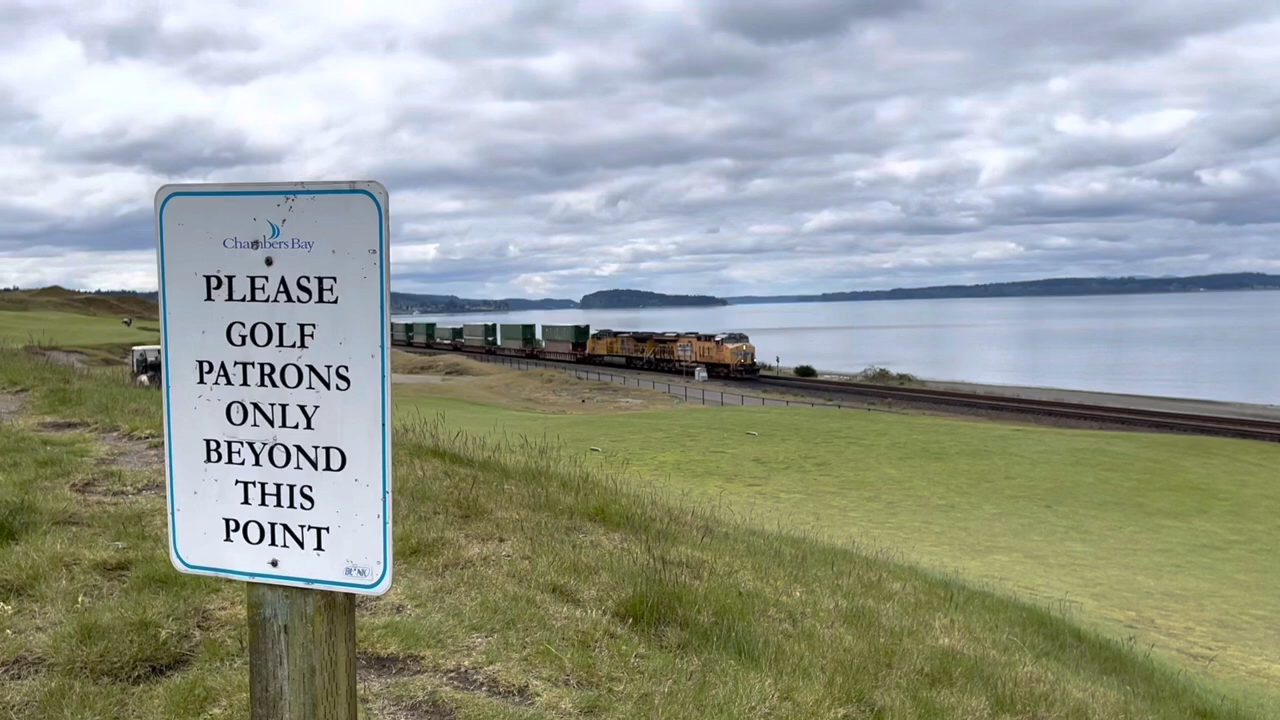 Chambers Bay
PLEASE
GOLF
PATRONS
ONLY
BEYOND
THIS
POINT